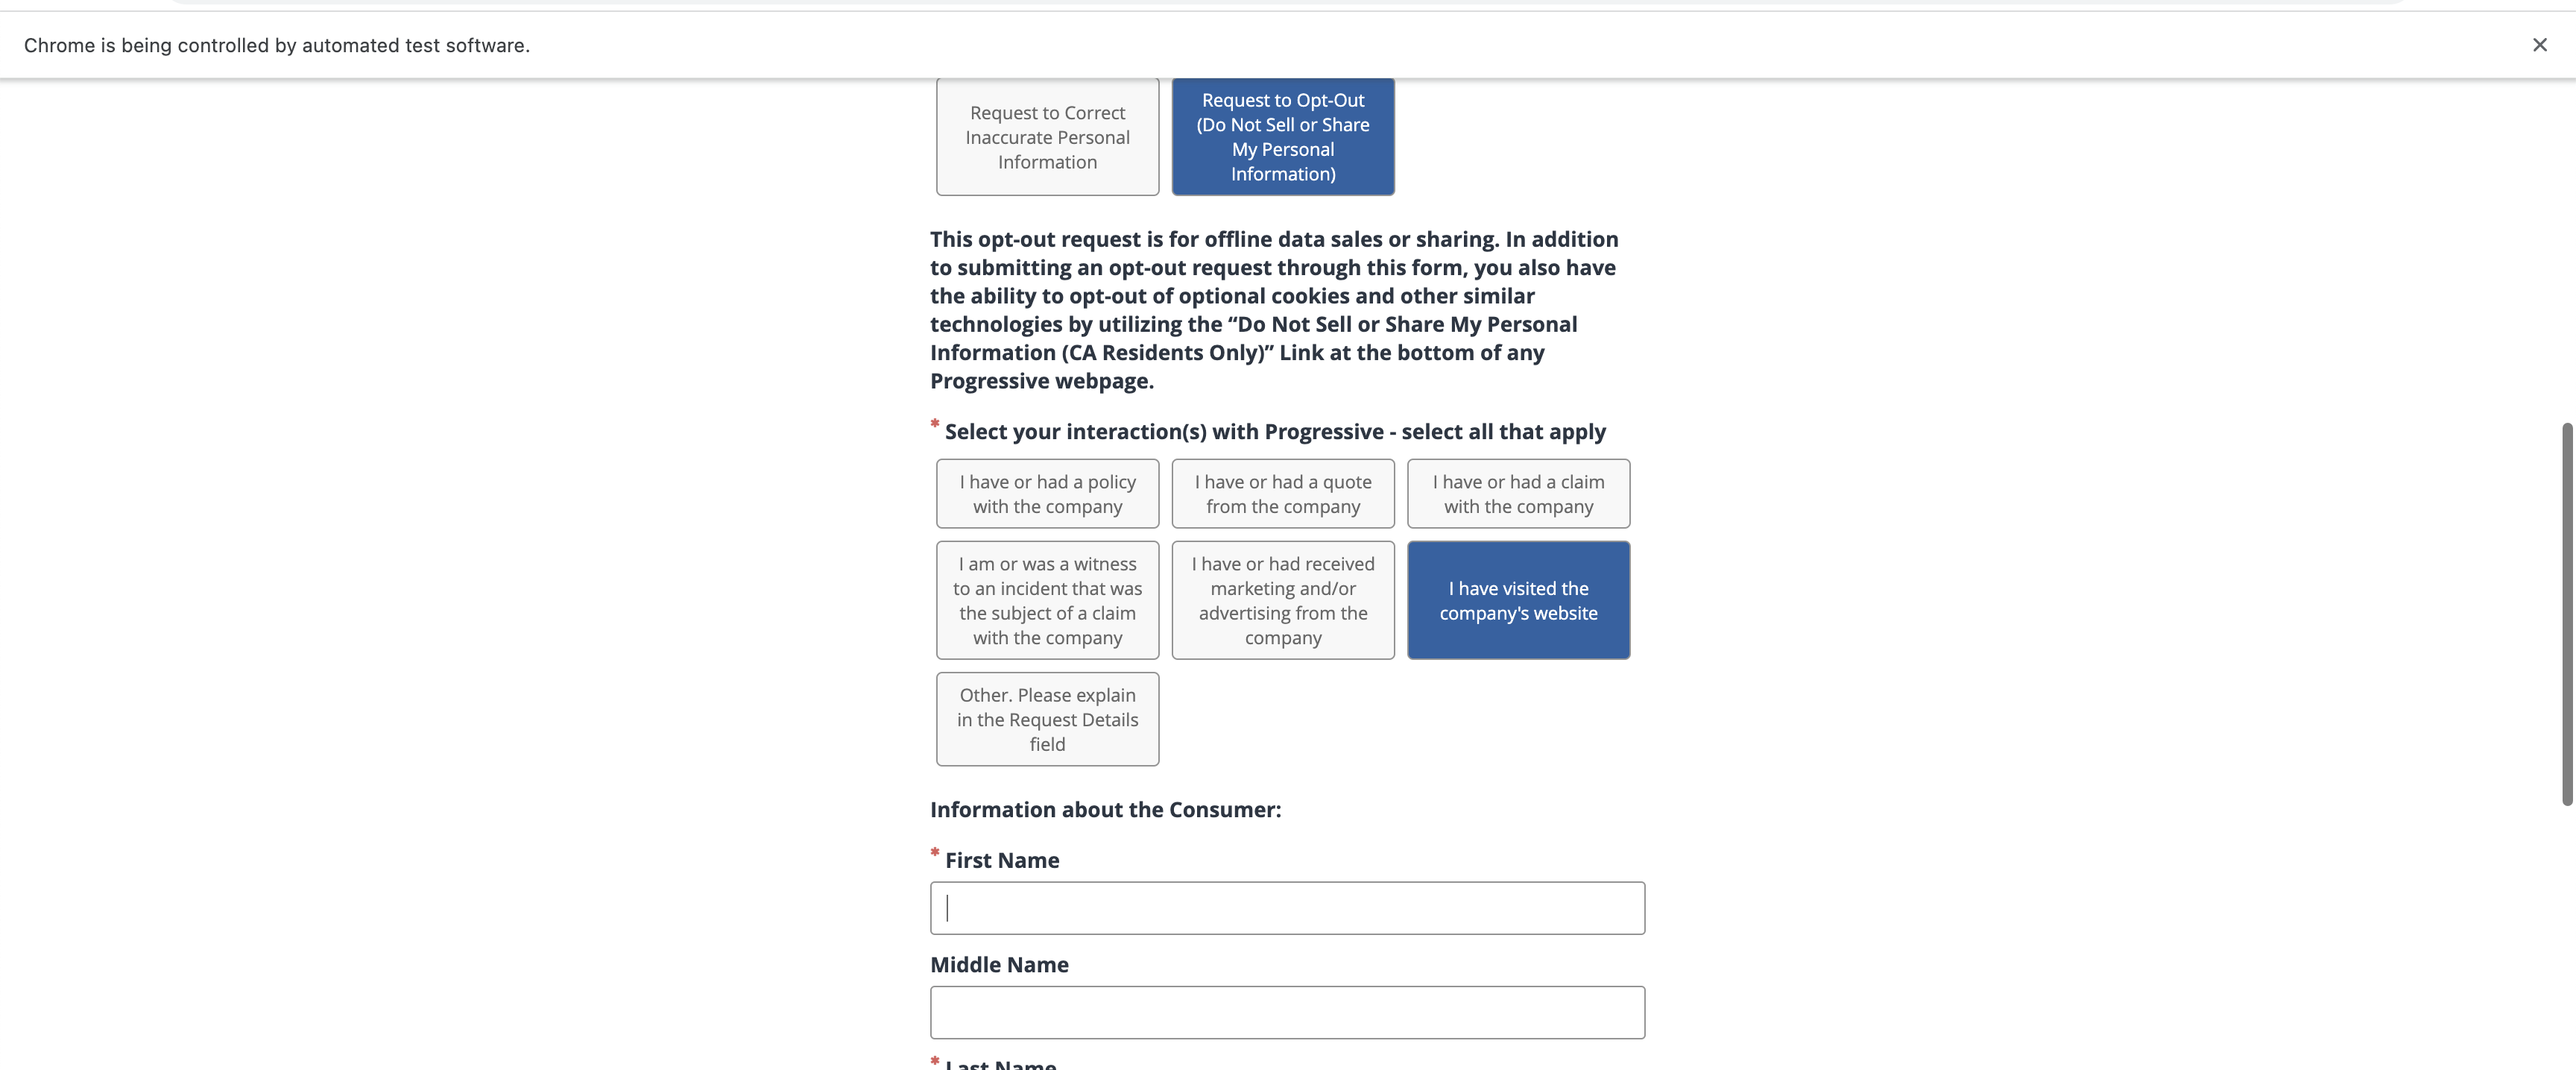 Chrome is being controlled by automated test software.
Request to Correct
Inaccurate Personal
Information
Request to Opt-Out
(Do Not Sell or Share
My Personal
Information)
This opt-out request is for offline data sales or sharing. In addition
to submitting an opt-out request through this form, you also have
the ability to opt-out of optional cookies and other similar
technologies by utilizing the “Do Not Sell or Share My Personal
Information (CA Residents Only)” Link at the bottom of any
Progressive webpage.
* Select your interaction(s) with Progressive - select all that apply
I have or had a policy
with the company
I have or had a quote
from the company
I have or had a claim
with the company
I am or was a witness
to an incident that was
the subject of a claim
with the company
I have or had received
marketing and/or
advertising from the
company
I have visited the
company's website
Other. Please explain
in the Request Details
field
Information about the Consumer:
* First Name
Middle Name
* Last Name